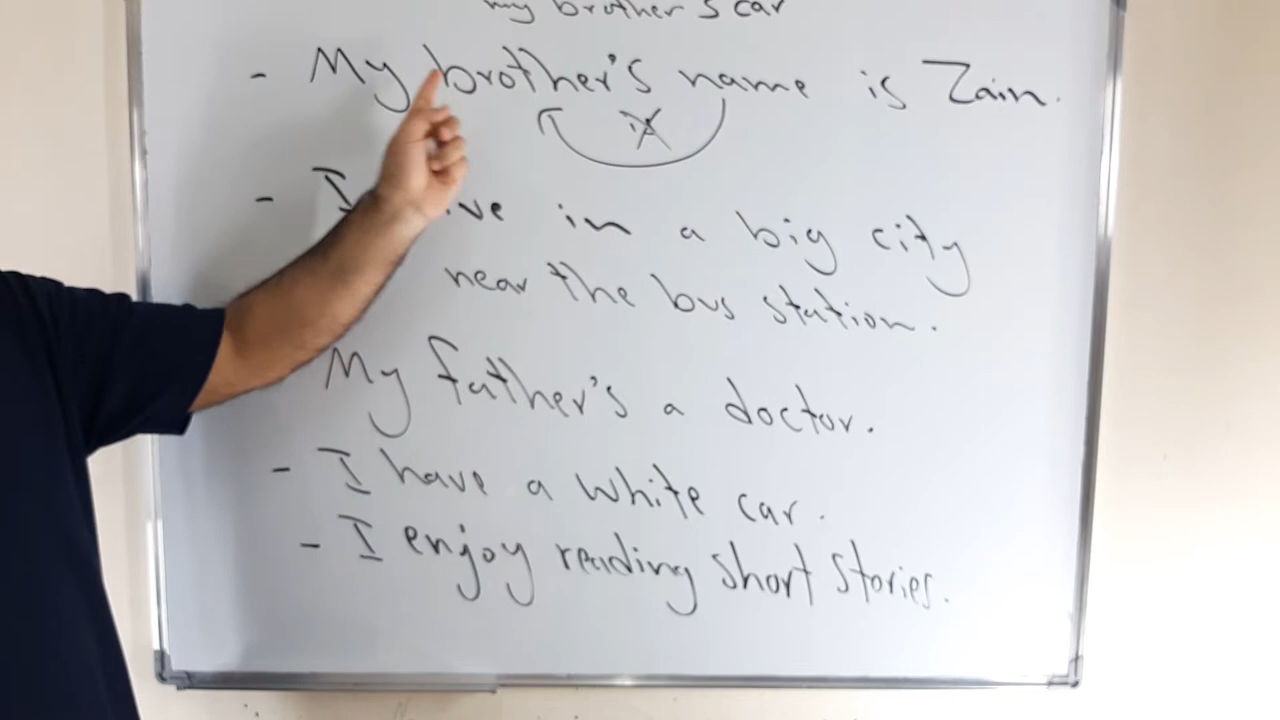 my brother's car
- My brother's name is Zain.
- I in a big city
near the bus station.
My father's a doctor.
- I have a white car.
- I enjoy reading short stories.